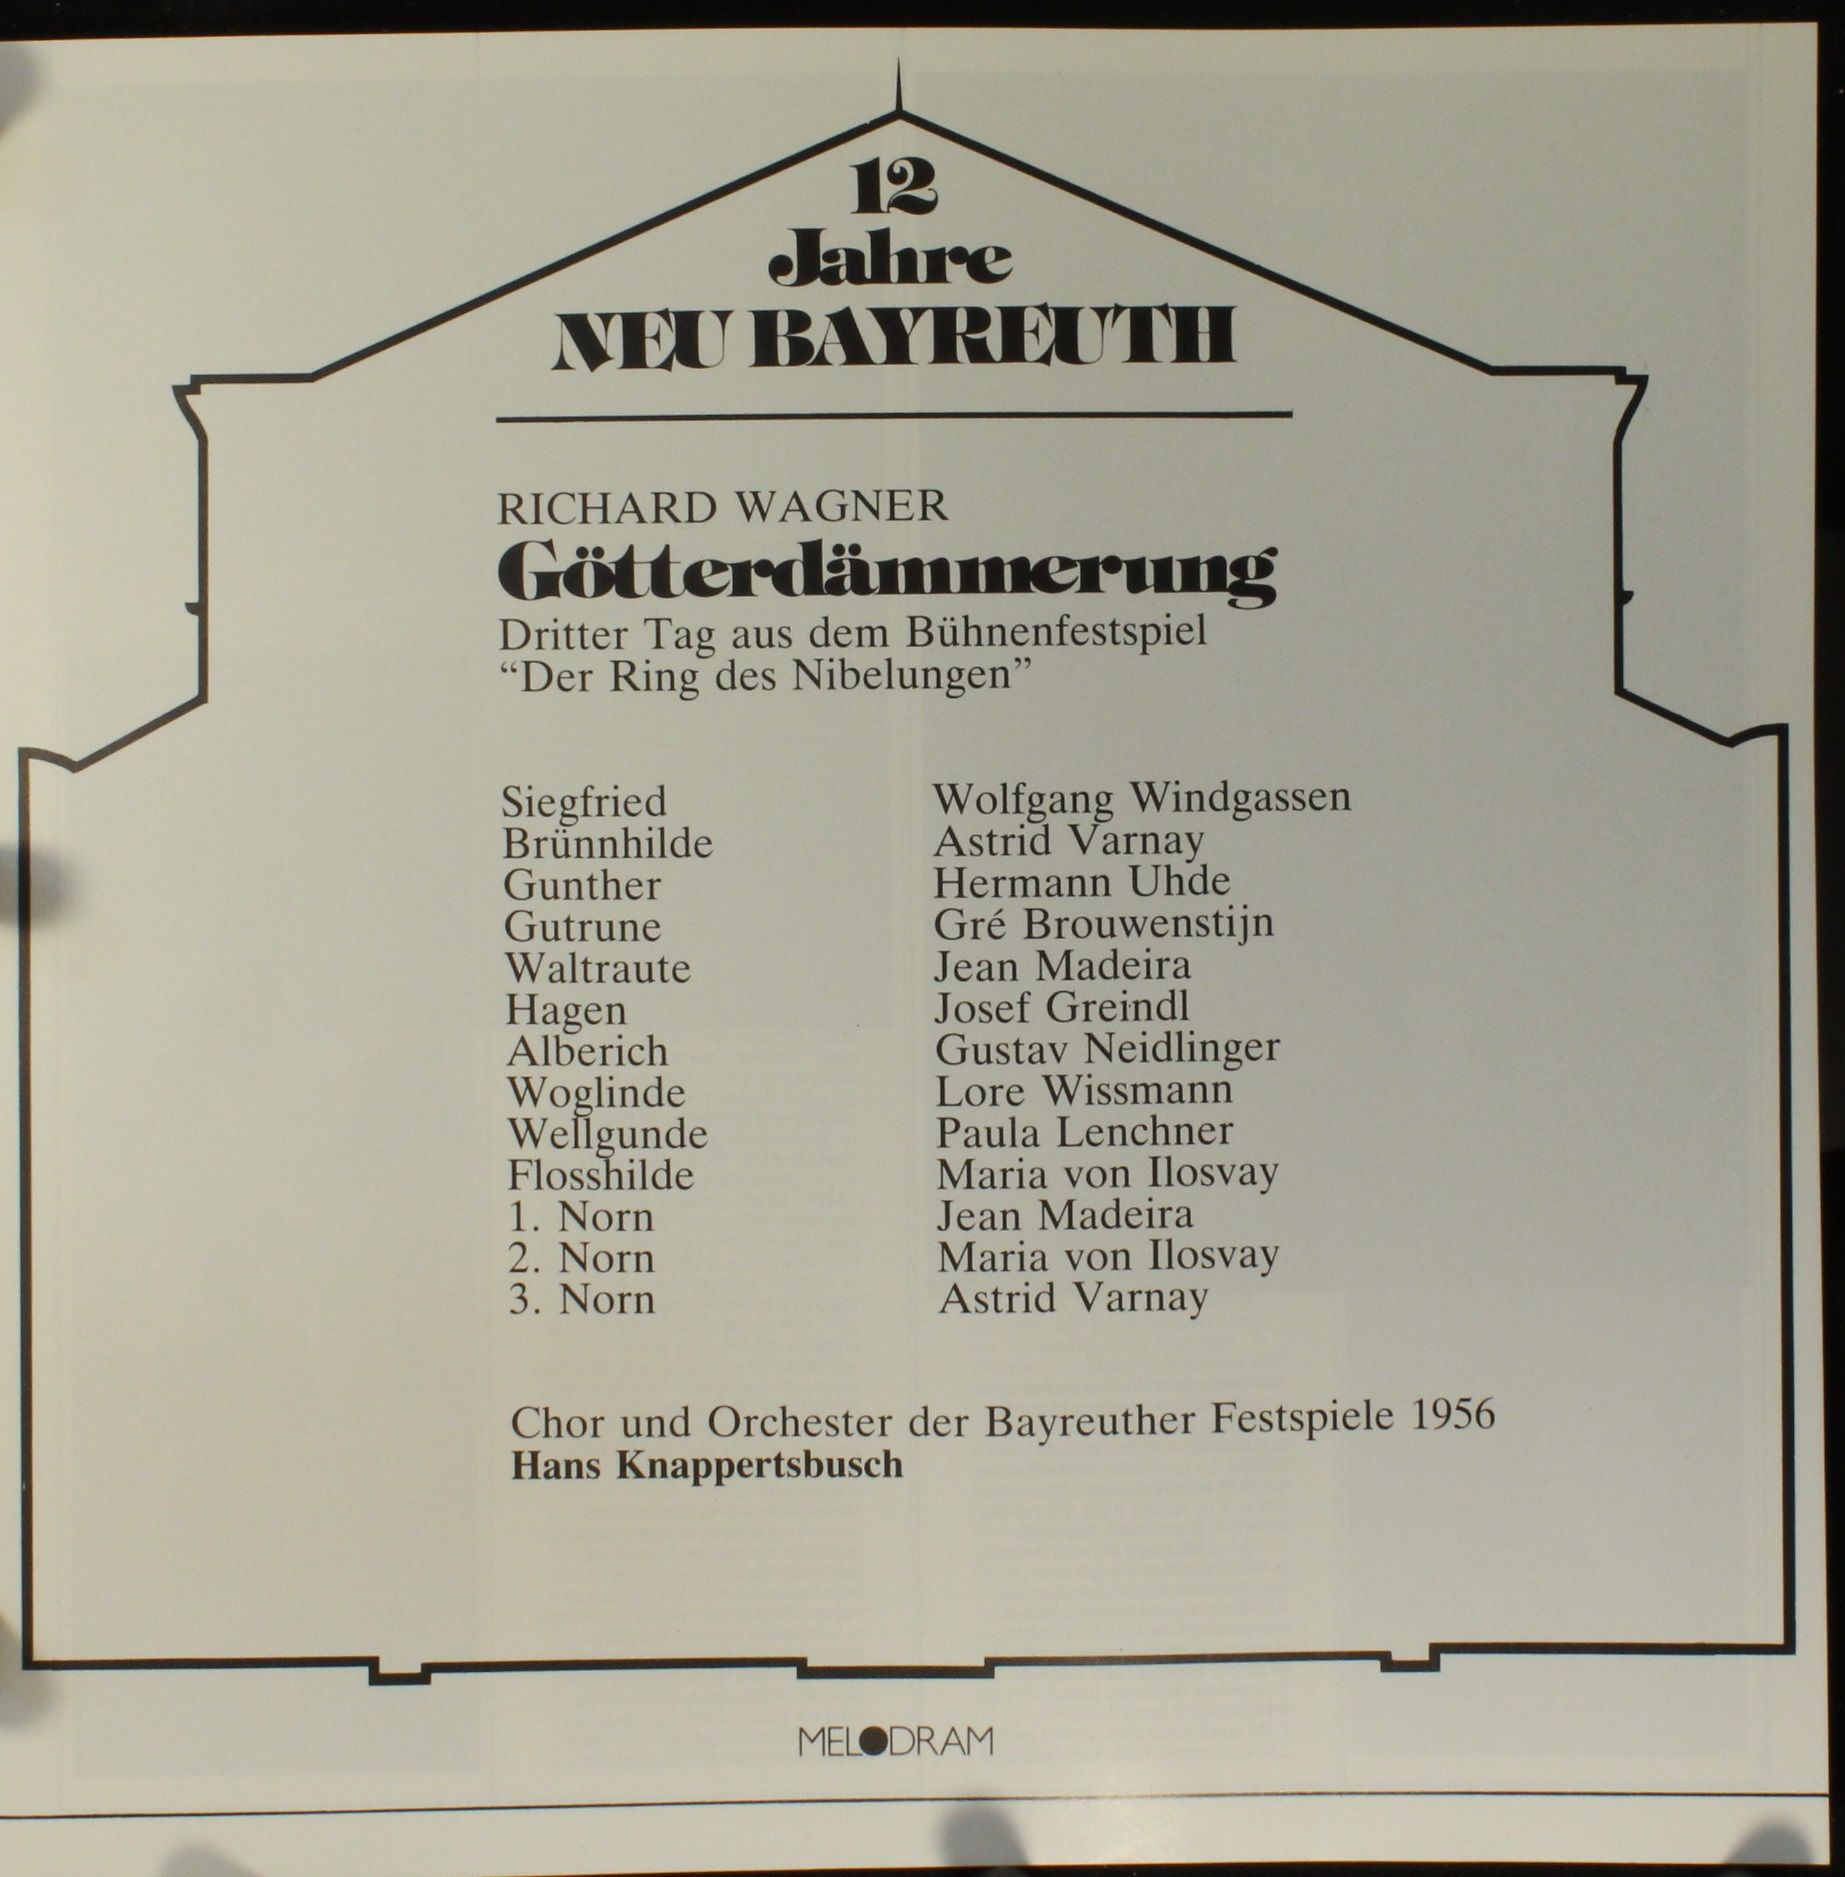 12
Jahre
NEU BAYREUTH
RICHARD WAGNER
Götterdämmerung
Dritter Tag aus dem Bühnenfestspiel
“Der Ring des Nibelungen”
Siegfried Wolfgang Windgassen
Brünnhilde Astrid Varnay
Gunther Hermann Uhde
Gutrune Gré Brouwenstijn
Waltraute Jean Madeira
Hagen Josef Greindl
Alberich Gustav Neidlinger
Woglinde Lore Wissmann
Wellgunde Paula Lenchner
Flosshilde Maria von Ilosvay
1. Norn Jean Madeira
2. Norn Maria von Ilosvay
3. Norn Astrid Varnay
Chor und Orchester der Bayreuther Festspiele 1956
Hans Knappertsbusch
MELODRAM